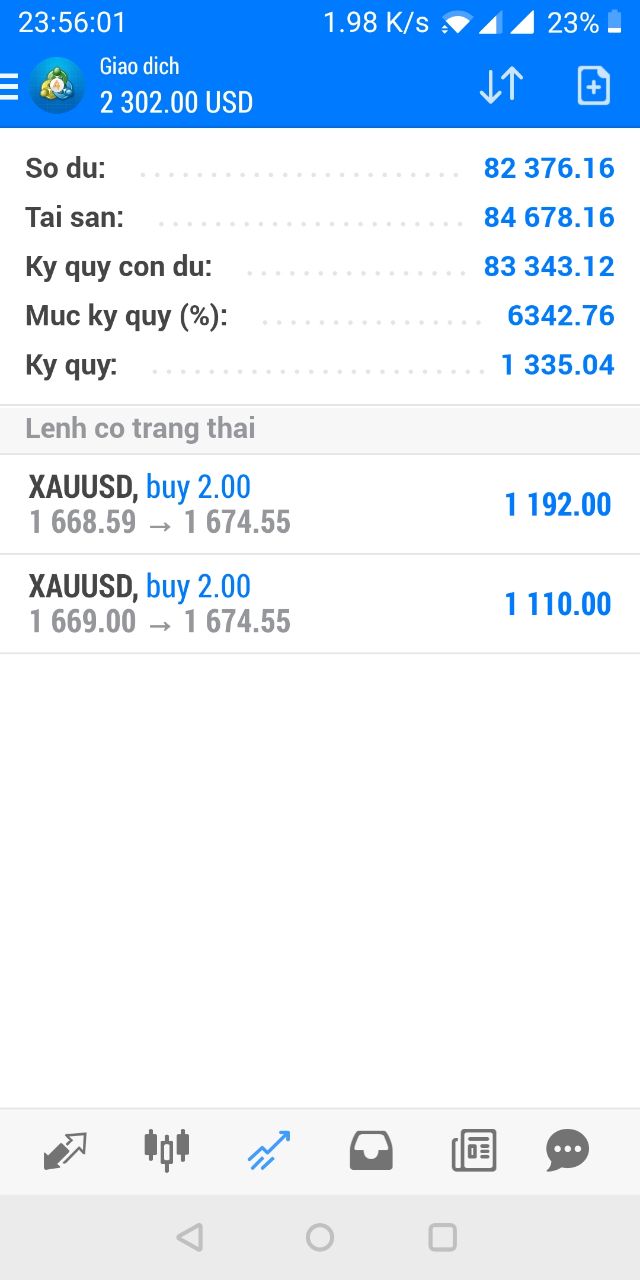 23:56:01 1.98 K/s 23%
Giao dich
2 302.00 USD
So du: 82 376.16
Tai san: 84 678.16
Ky quy con du: 83 343.12
Muc ky quy (%): 6342.76
Ky quy: 1 335.04
Lenh co trang thai
XAUUSD, buy 2.00
1 668.59 → 1 674.55 1 192.00
XAUUSD, buy 2.00
1 669.00 → 1 674.55 1 110.00